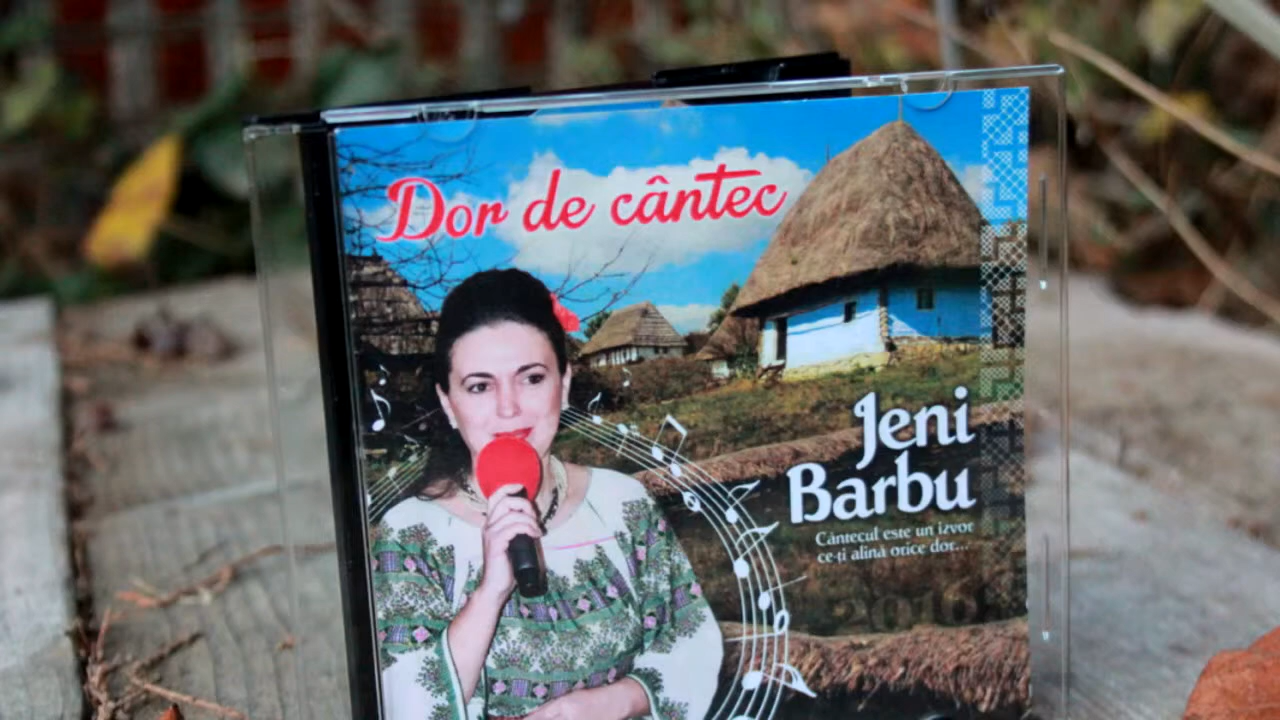 Dor de cântec
Jeni
Barbu
Cântecul este un izvor
ce-ți alină orice dor...
2016